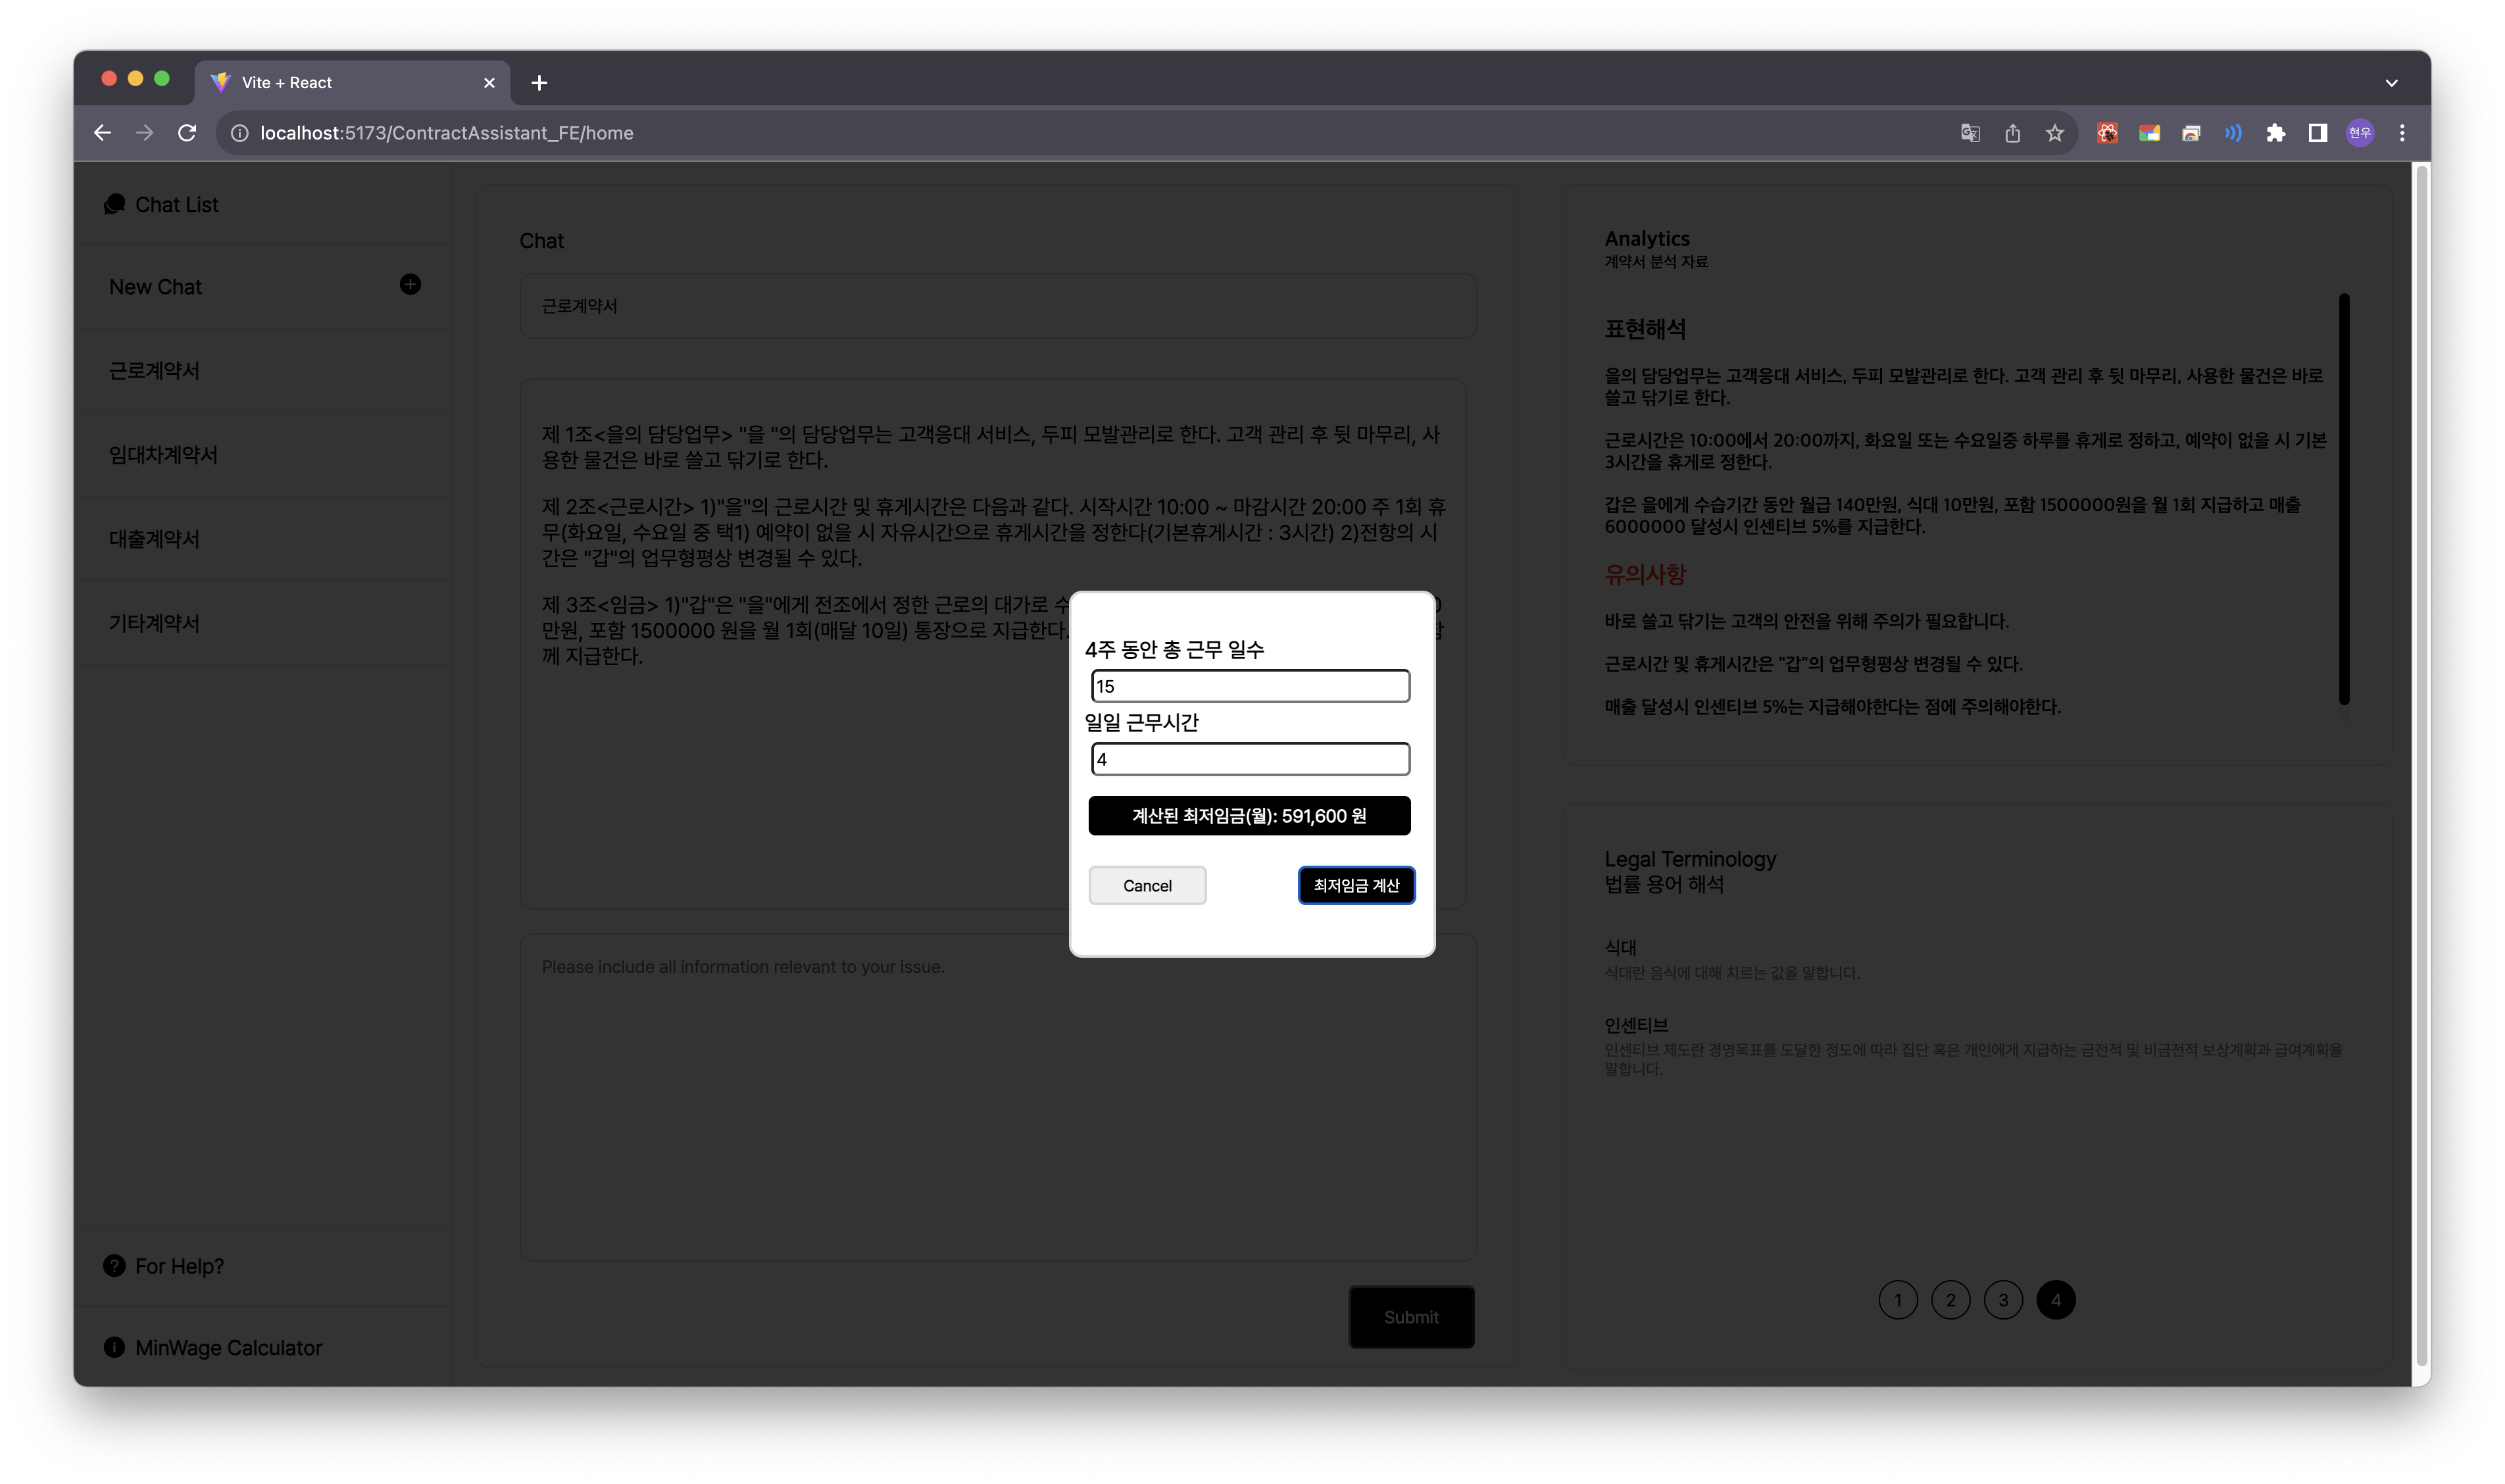 Vite + React
localhost:5173/ContractAssistant_FE/home
현우
Chat List
New Chat
근로계약서
임대차계약서
대출계약서
기타계약서
For Help?
MinWage Calculator
Chat
근로계약서
제 1조<을의 담당업무> "을 "의 담당업무는 고객응대 서비스, 두피 모발관리로 한다. 고객 관리 후 뒷 마무리, 사
용한 물건은 바로 쓸고 닦기로 한다.
제 2조<근로시간> 1)"을"의 근로시간 및 휴게시간은 다음과 같다. 시작시간 10:00 ~ 마감시간 20:00 주 1회 휴
무(화요일, 수요일 중 택1) 예약이 없을 시 자유시간으로 휴게시간을 정한다(기본휴게시간 : 3시간) 2)전항의 시
간은 "갑"의 업무형평상 변경될 수 있다.
제 3조<임금> 1)"갑"은 "을"에게 전조에서 정한 근로의 대가로
만원, 포함 1500000 원을 월 1회(매달 10일) 통장으로 지급한다.
께 지급한다.
Please include all information relevant to your issue.
Submit
4주 동안 총 근무 일수
15
일일 근무시간
4
계산된 최저임금(월): 591,600 원
Cancel
최저임금 계산
Analytics
계약서 분석 자료
표현해석
을의 담당업무는 고객응대 서비스, 두피 모발관리로 한다. 고객 관리 후 뒷 마무리, 사용한 물건은 바로
쓸고 닦기로 한다.
근로시간은 10:00에서 20:00까지, 화요일 또는 수요일중 하루를 휴게로 정하고, 예약이 없을 시 기본
3시간을 휴게로 정한다.
갑은 을에게 수습기간 동안 월급 140만원, 식대 10만원, 포함 1500000원을 월 1회 지급하고 매출
6000000 달성시 인센티브 5%를 지급한다.
유의사항
바로 쓸고 닦기는 고객의 안전을 위해 주의가 필요합니다.
근로시간 및 휴게시간은 "갑"의 업무형평상 변경될 수 있다.
매출 달성시 인센티브 5%는 지급해야한다는 점에 주의해야한다.
Legal Terminology
법률 용어 해석
식대
식대란 음식에 대해 치르는 값을 말합니다.
인센티브
인센티브 제도란 경영목표를 도달한 정도에 따라 집단 혹은 개인에게 지급하는 금전적 및 비금전적 보상계획과 급여계획을
말합니다.
1 2 3 4